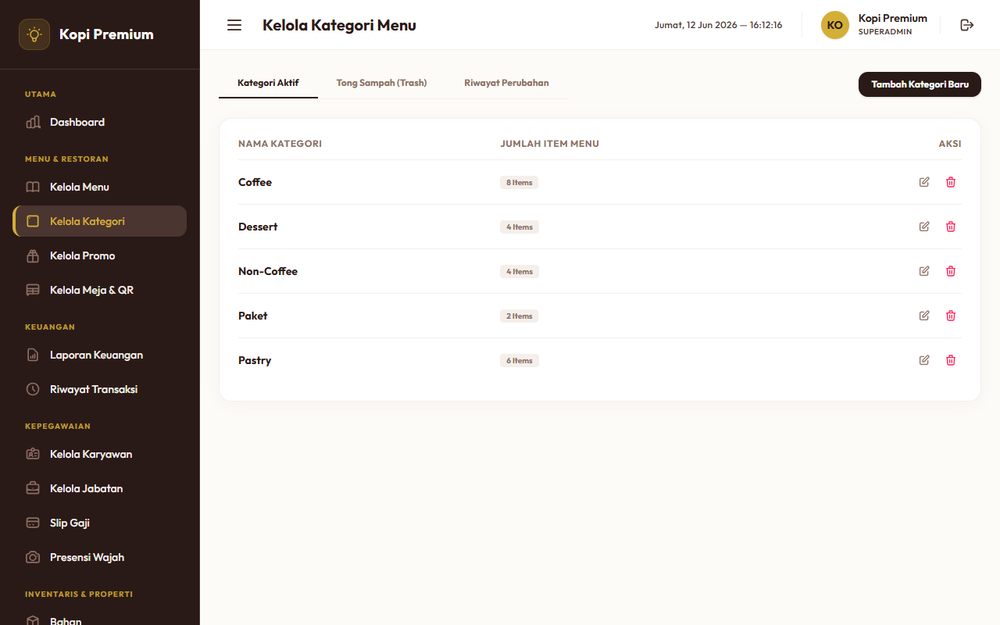 Kopi Premium
UTAMA
Dashboard
MENU & RESTORAN
Kelola Menu
Kelola Kategori
Kelola Promo
Kelola Meja & QR
KEUANGAN
Laporan Keuangan
Riwayat Transaksi
KEPEGAWAIAN
Kelola Karyawan
Kelola Jabatan
Slip Gaji
Presensi Wajah
INVENTARIS & PROPERTI
Bahan
Kelola Kategori Menu
Jumat, 12 Jun 2026 — 16:12:16
KO
Kopi Premium
SUPERADMIN
Kategori Aktif
Tong Sampah (Trash)
Riwayat Perubahan
Tambah Kategori Baru
NAMA KATEGORI JUMLAH ITEM MENU AKSI
Coffee 8 Items
Dessert 4 Items
Non-Coffee 4 Items
Paket 2 Items
Pastry 6 Items